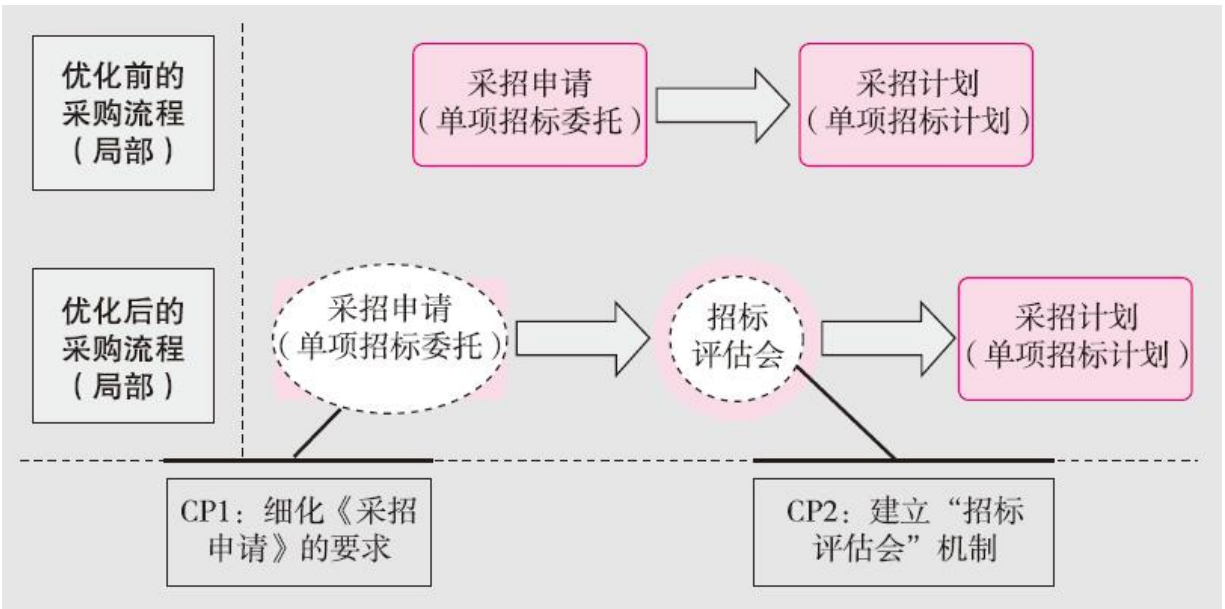 优化前的
采购流程
（局部）
采招申请
（单项招标委托）
采招计划
（单项招标计划）
优化后的
采购流程
（局部）
采招申请
（单项招标委托）
招标
评估会
采招计划
（单项招标计划）
CP1：细化《采招
申请》的要求
CP2：建立“招标
评估会”机制